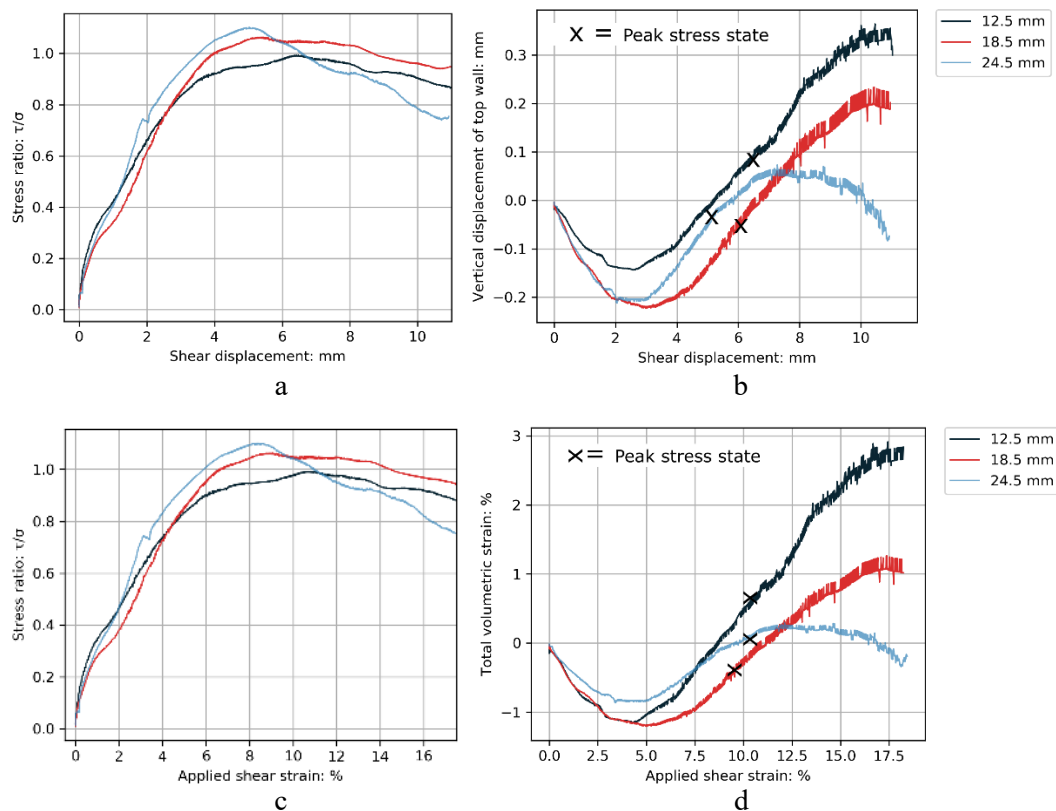 1.0
0.8
0.6
0.4
0.2
0.0
Stress ratio: τ/σ
0 2 4 6 8 10
Shear displacement: mm
a
0.3
0.2
0.1
0.0
−0.1
−0.2
Vertical displacement of top wall: mm
X = Peak stress state
0 2 4 6 8 10
Shear displacement: mm
b
12.5 mm
18.5 mm
24.5 mm
1.0
0.8
0.6
0.4
0.2
0.0
Stress ratio: τ/σ
0 2 4 6 8 10 12 14 16
Applied shear strain: %
c
3
2
1
0
−1
Total volumetric strain: %
×= Peak stress state
0.0 2.5 5.0 7.5 10.0 12.5 15.0 17.5
Applied shear strain: %
d
12.5 mm
18.5 mm
24.5 mm